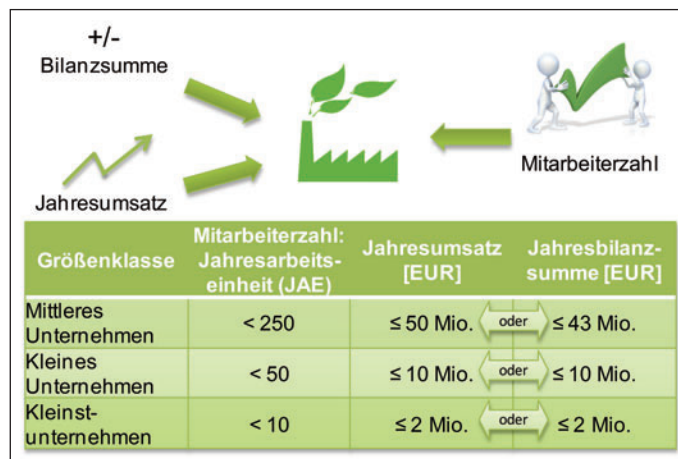 +/-
Bilanzsumme
Jahresumsatz
Mitarbeiterzahl
Größenklasse
Mitarbeiterzahl:
Jahresarbeits-
einheit (JAE)
Jahresumsatz
[EUR]
Jahresbilanz-
summe [EUR]
Mittleres
Unternehmen
< 250
≤ 50 Mio.
oder
≤ 43 Mio.
Kleines
Unternehmen
< 50
≤ 10 Mio.
oder
≤ 10 Mio.
Kleinst-
unternehmen
< 10
≤ 2 Mio.
oder
≤ 2 Mio.